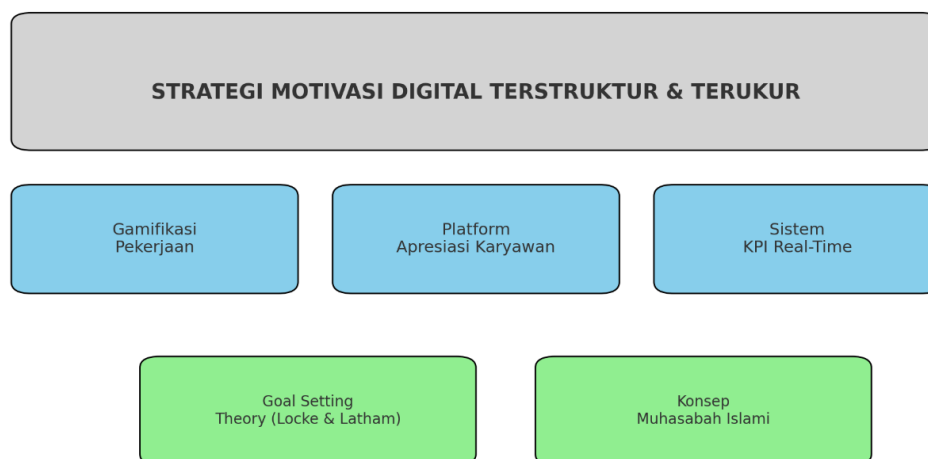 STRATEGI MOTIVASI DIGITAL TERSTRUKTUR & TERUKUR
Gamifikasi
Pekerjaan
Platform
Apresiasi Karyawan
Sistem
KPI Real-Time
Goal Setting
Theory (Locke & Latham)
Konsep
Muhasabah Islami